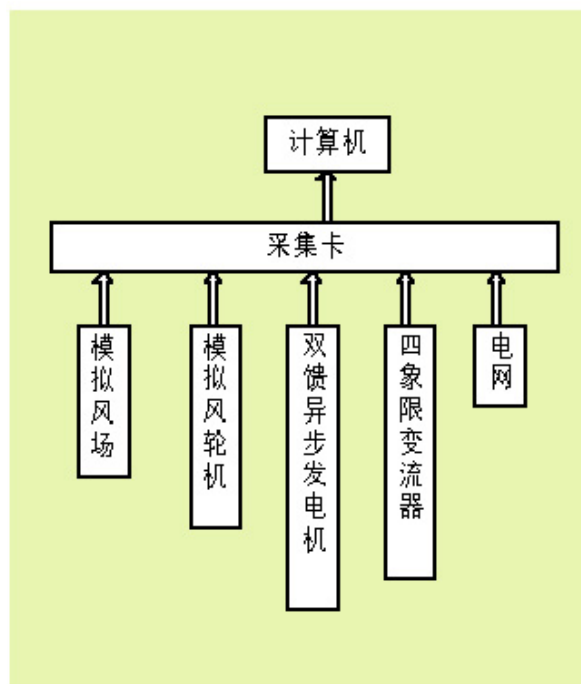 计算机
采集卡
模拟风场
模拟风轮机
双馈异步发电机
四象限变流器
电网